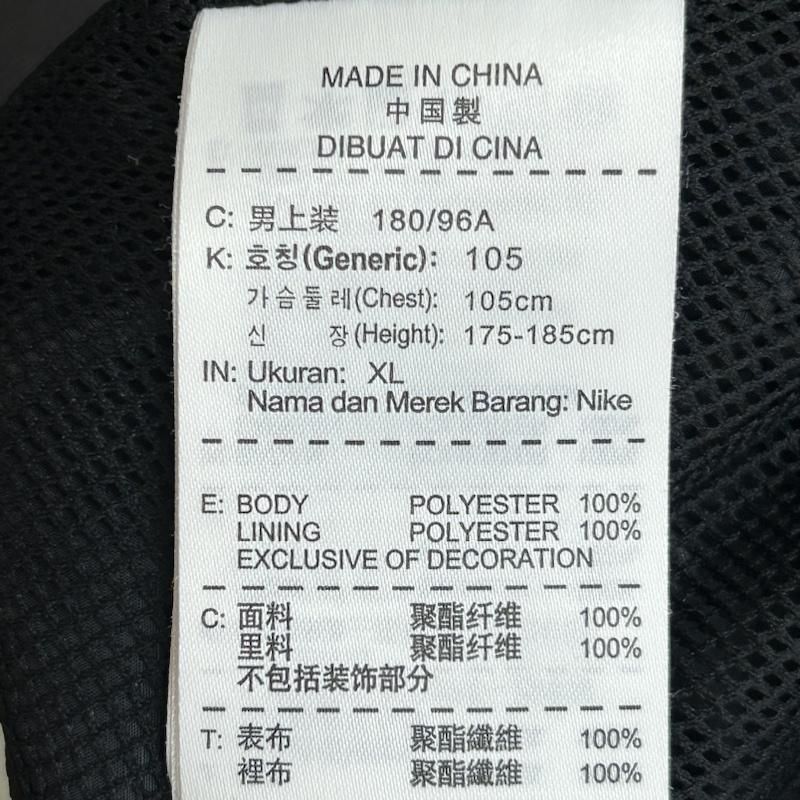 MADE IN CHINA
中国製
DIBUAT DI CINA
C: 男上装 180/96A
K: 호칭(Generic): 105
가슴둘레(Chest): 105cm
신 장(Height): 175-185cm
IN: Ukuran: XL
Nama dan Merek Barang: Nike
E: BODY POLYESTER 100%
LINING POLYESTER 100%
EXCLUSIVE OF DECORATION
C: 面料 聚酯纤维 100%
里料 聚酯纤维 100%
不包括装饰部分
T: 表布 聚酯纖維 100%
裡布 聚酯纖維 100%